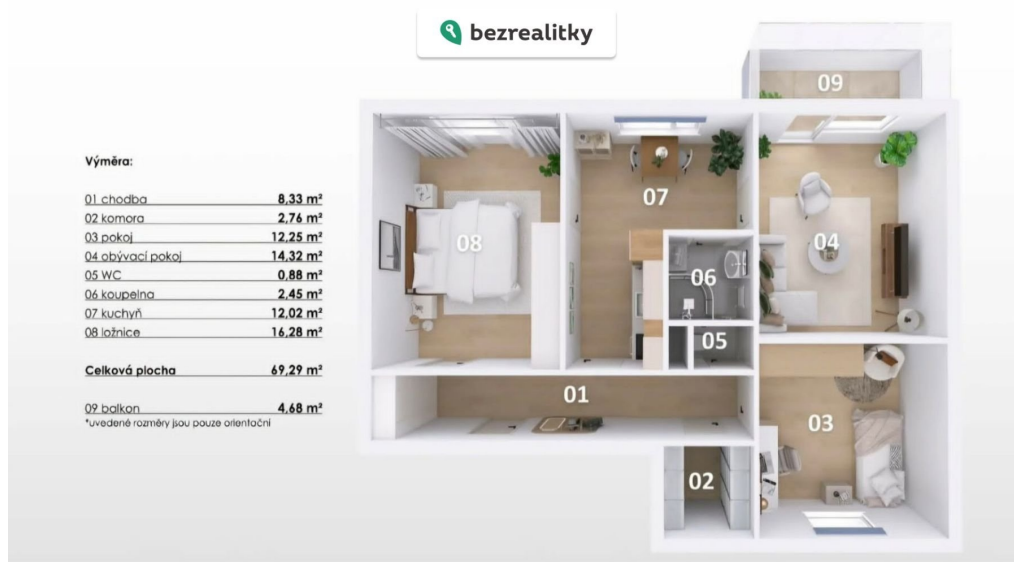 bezrealitky
Výměra:
01 chodba 8,33 m²
02 komora 2,76 m²
03 pokoj 12,25 m²
04 obývací pokoj 14,32 m²
05 WC 0,88 m²
06 koupelna 2,45 m²
07 kuchyň 12,02 m²
08 ložnice 16,28 m²
Celková plocha 69,29 m²
09 balkon 4,68 m²
*uvedené rozměry jsou pouze orientační
09
07
08
04
06
05
01
03
02